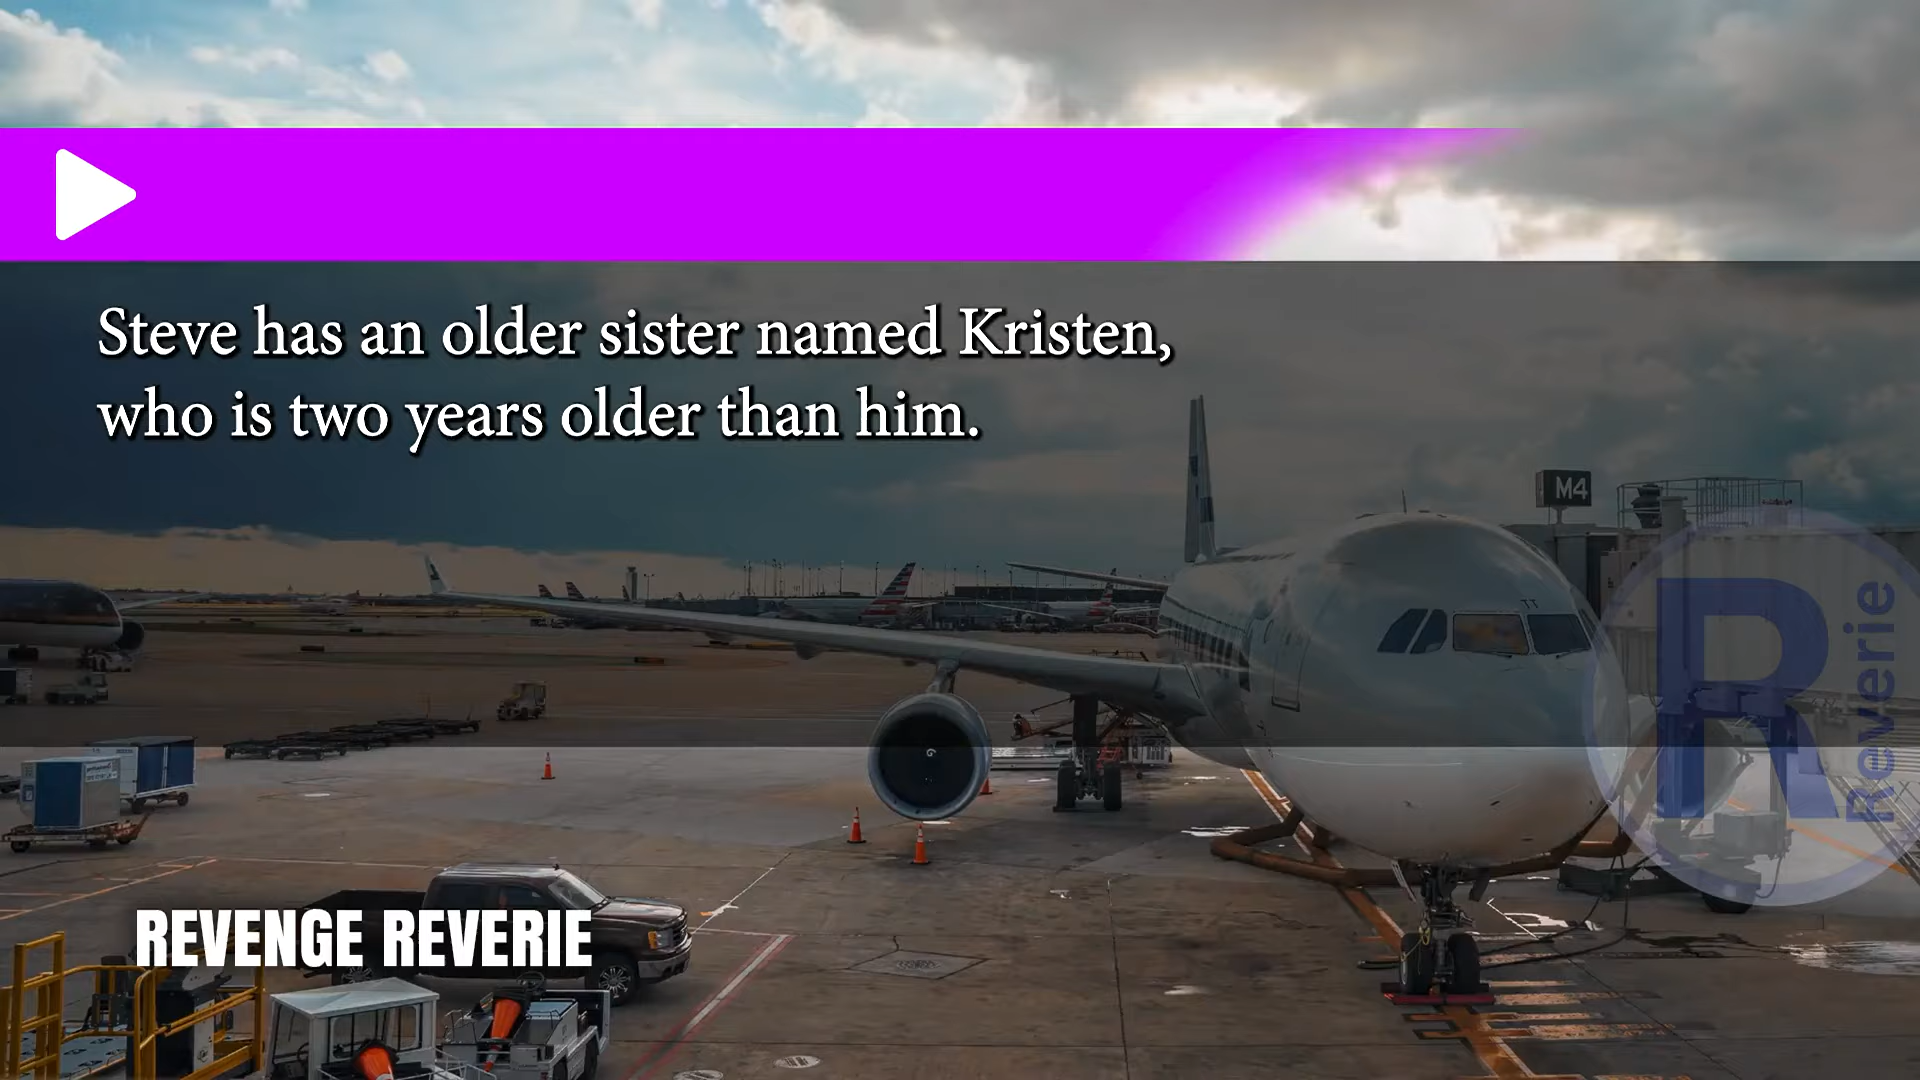 Steve has an older sister named Kristen,
who is two years older than him.
M4
R
Reverie
REVENGE REVERIE